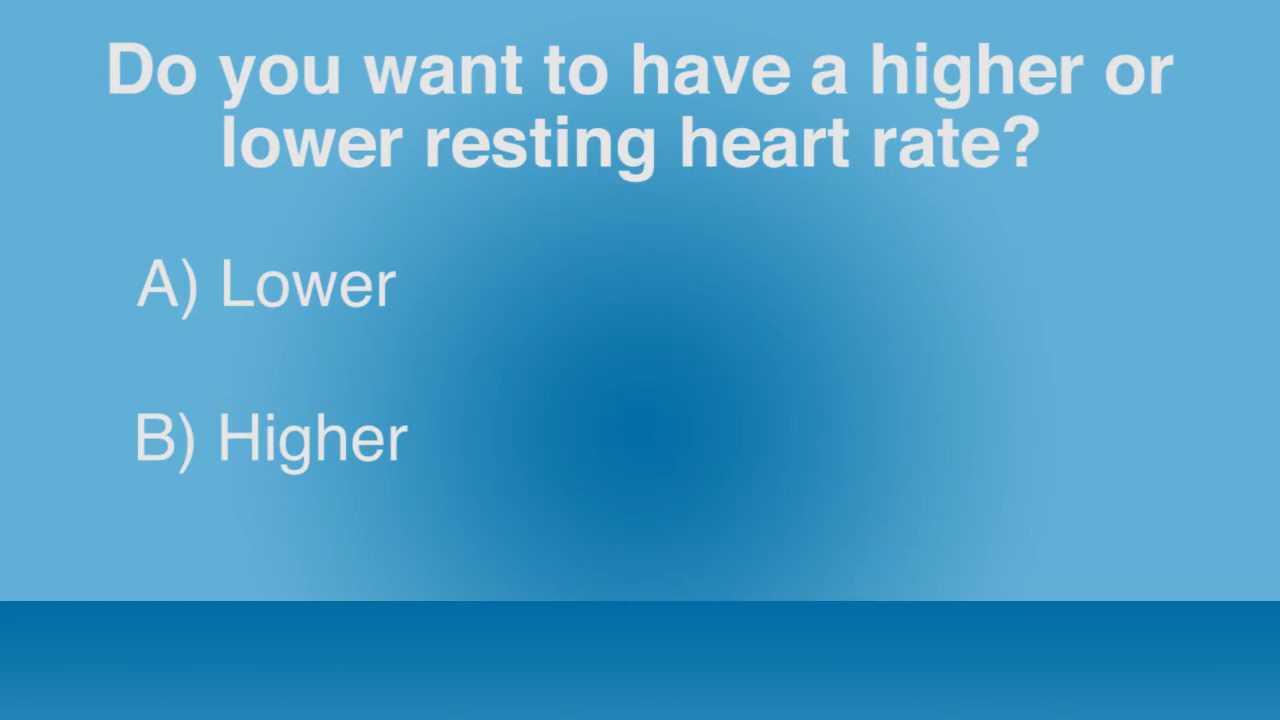 Do you want to have a higher or
lower resting heart rate?
A) Lower
B) Higher